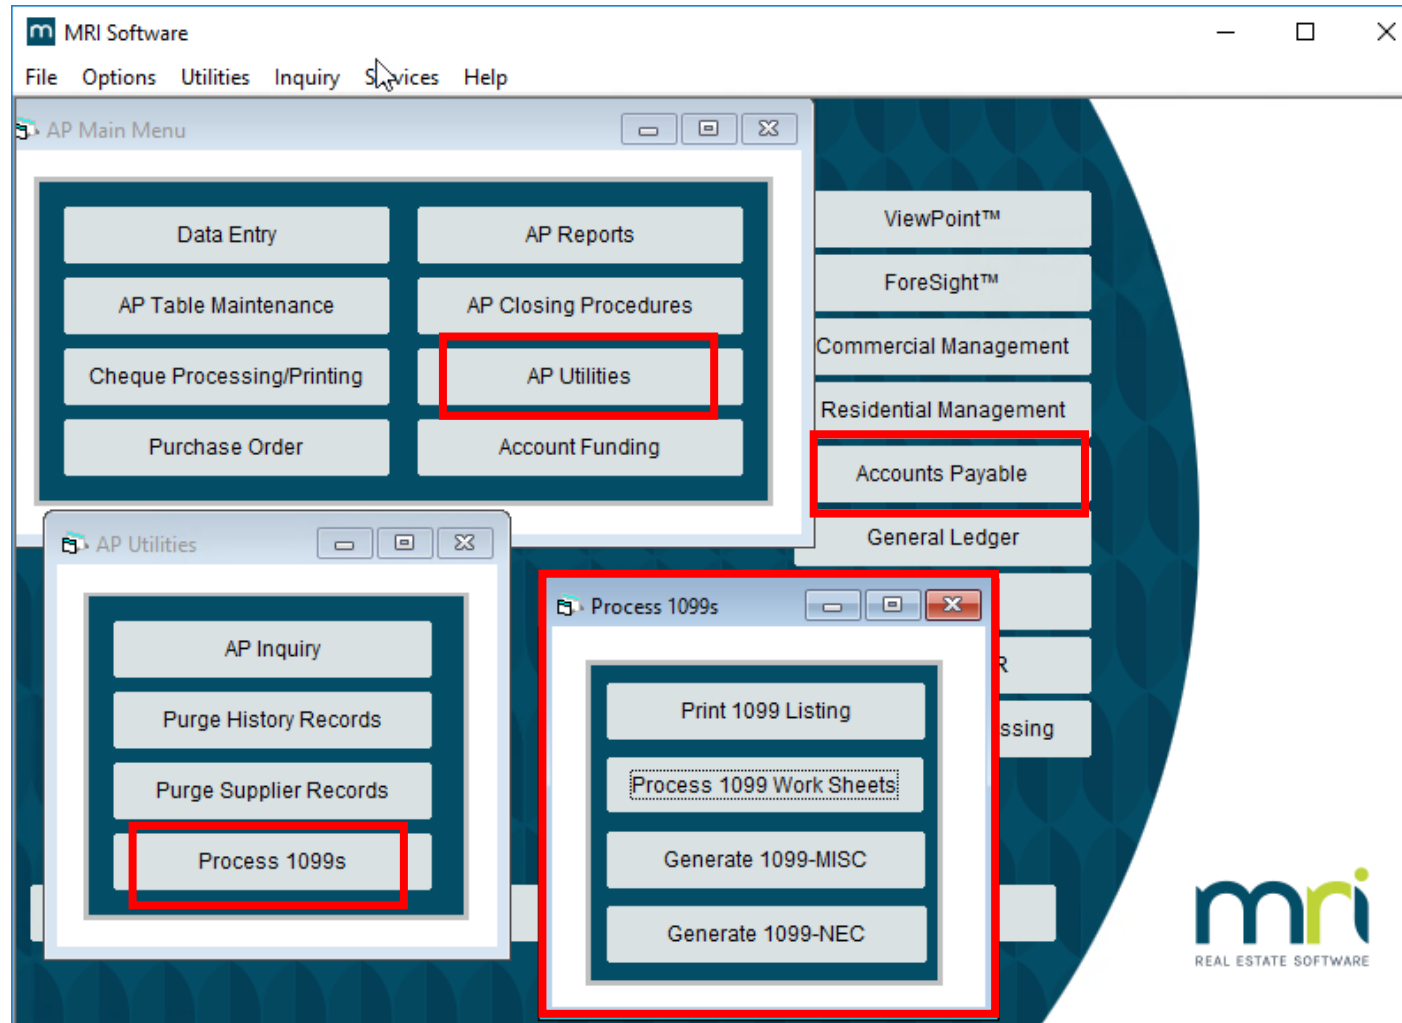 MRI Software
File Options Utilities Inquiry Services Help
AP Main Menu
Data Entry
AP Reports
AP Table Maintenance
AP Closing Procedures
Cheque Processing/Printing
AP Utilities
Purchase Order
Account Funding
ViewPoint™
ForeSight™
Commercial Management
Residential Management
Accounts Payable
General Ledger
R
ssing
AP Utilities
AP Inquiry
Purge History Records
Purge Supplier Records
Process 1099s
Process 1099s
Print 1099 Listing
Process 1099 Work Sheets
Generate 1099-MISC
Generate 1099-NEC
mri
REAL ESTATE SOFTWARE